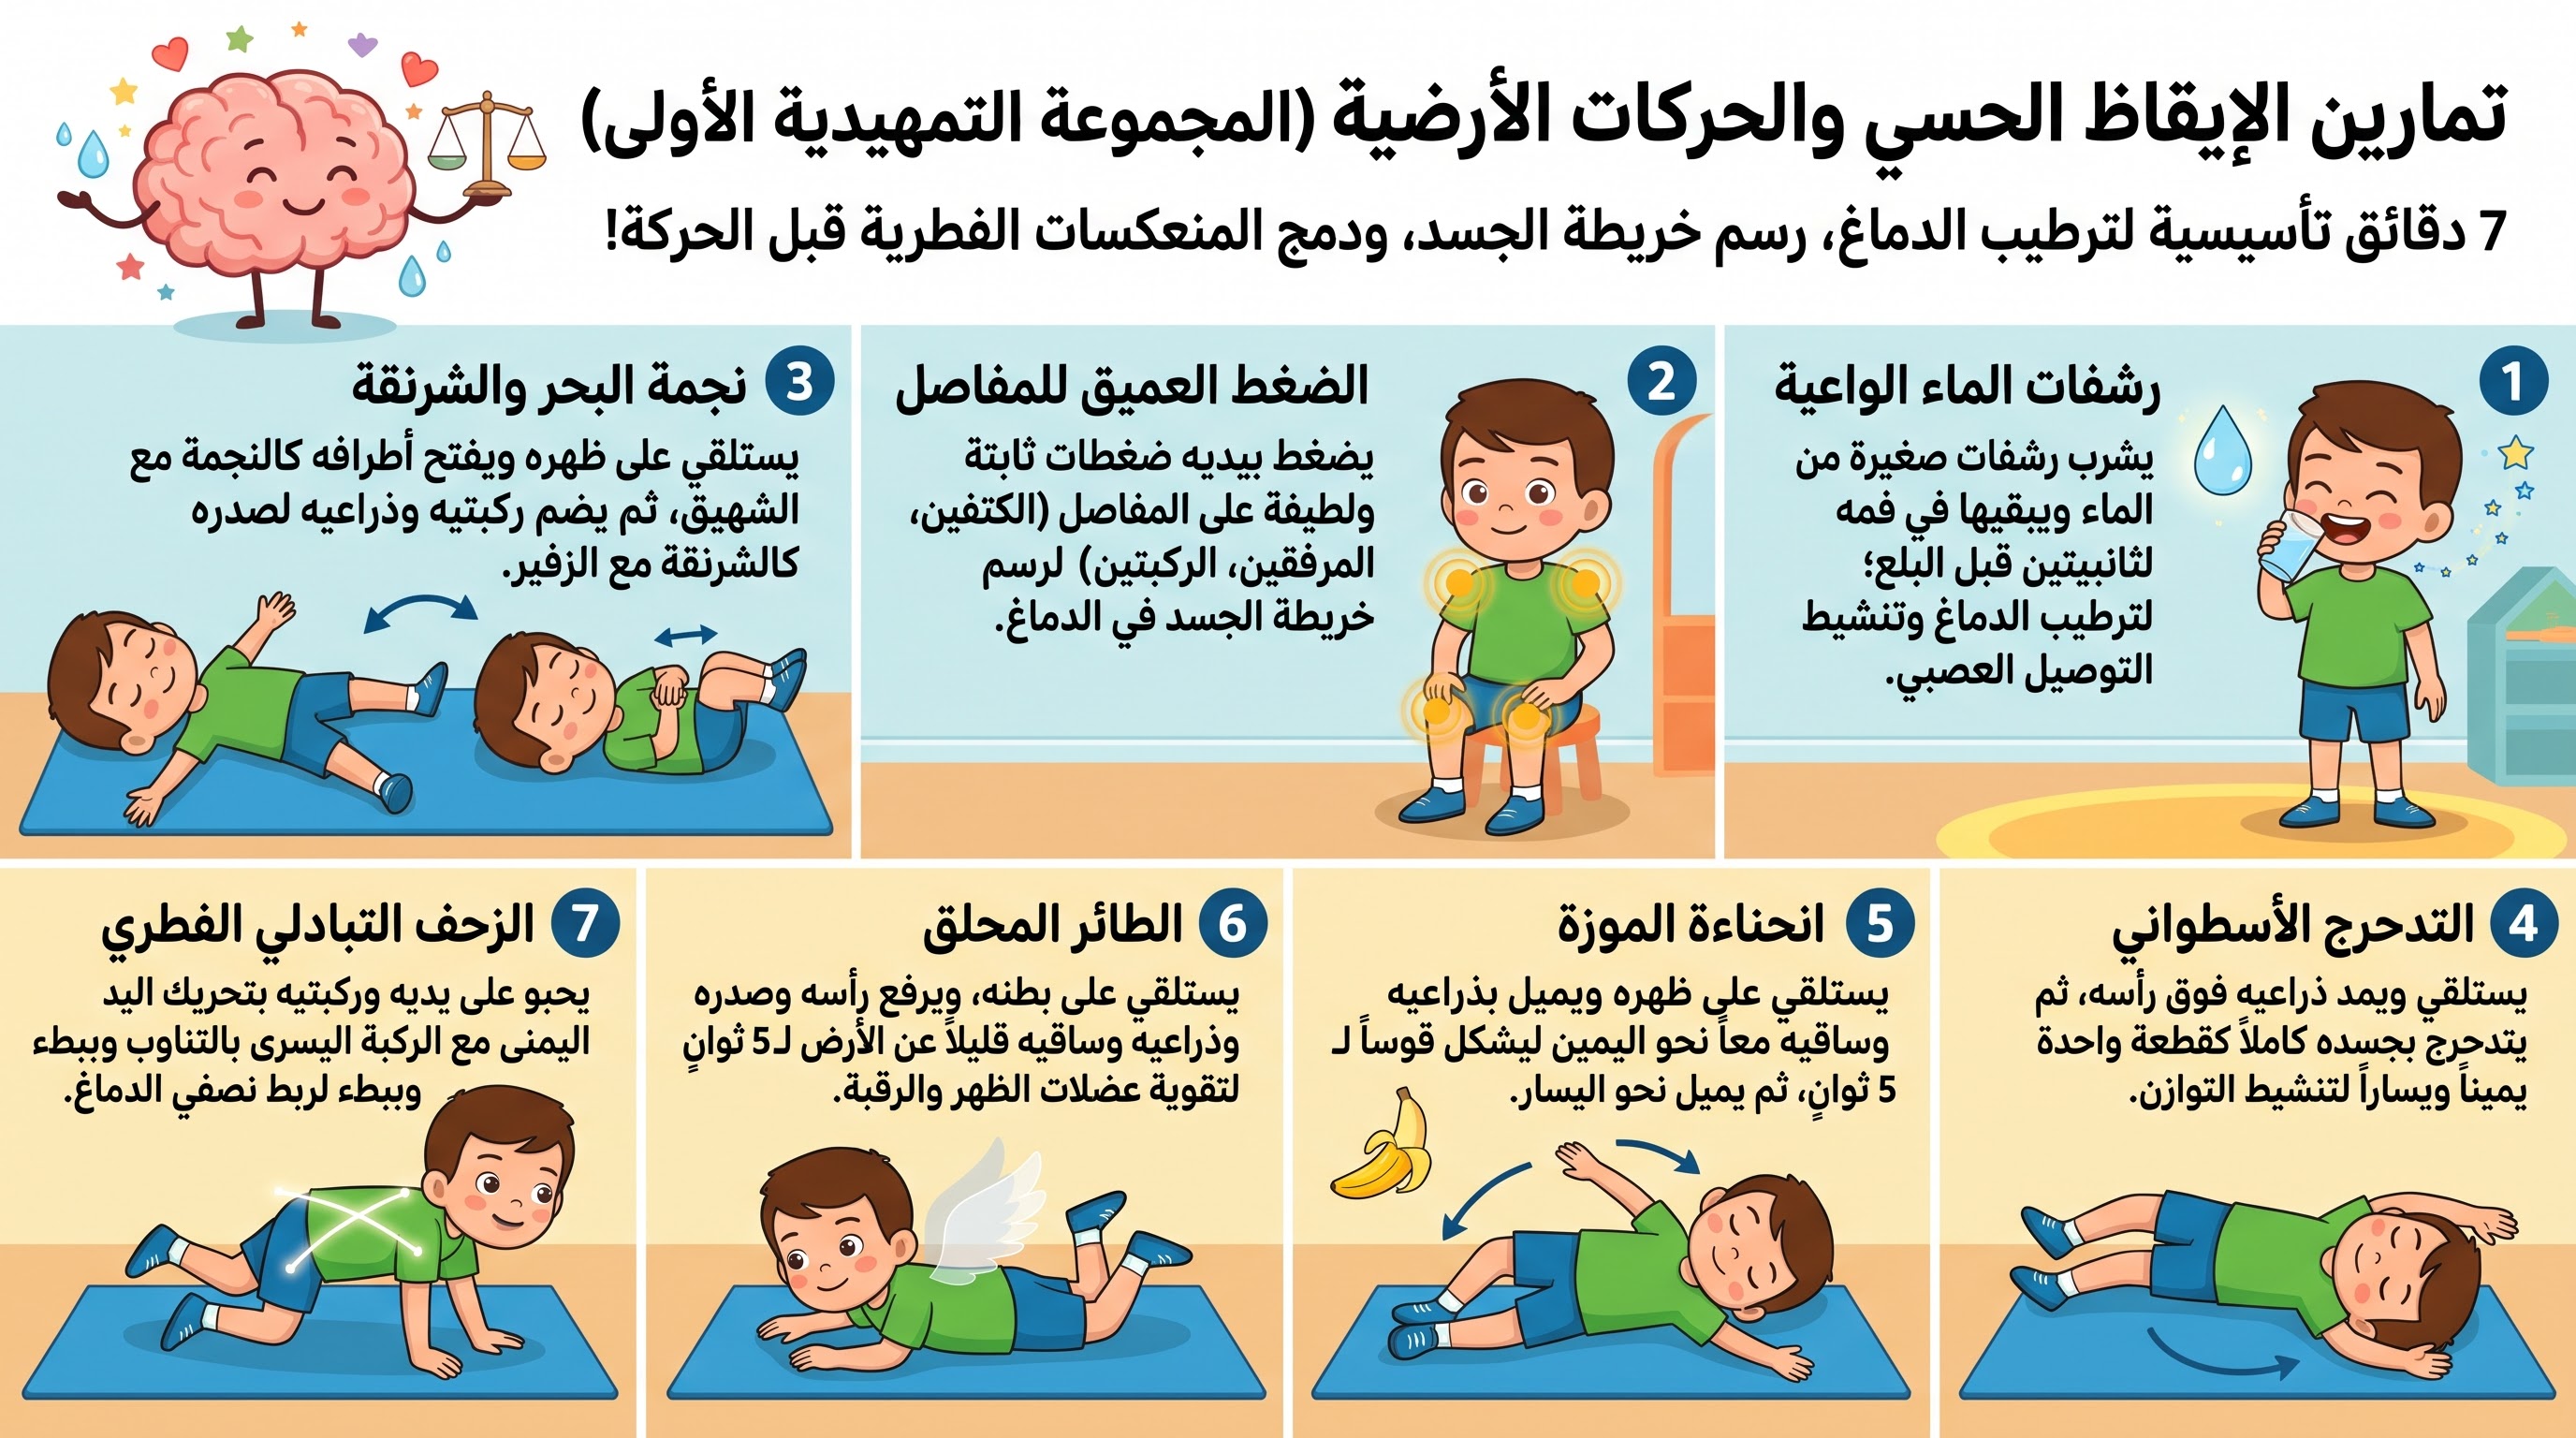 تمارين الإيقاظ الحسي والحركات الأرضية (المجموعة التمهيدية الأولى)
7 دقائق تأسيسية لترطيب الدماغ، رسم خريطة الجسد، ودمج المنعكسات الفطرية قبل الحركة!
1
رشفات الماء الواعية
يشرب رشفات صغيرة من
الماء ويبقيها في فمه
لثانبيتين قبل البلع؛
لترطيب الدماغ وتنشيط
التوصيل العصبي.
2
الضغط العميق للمفاصل
يضغط بيديه ضغطات ثابتة
ولطيفة على المفاصل (الكتفين،
المرفقين، الركبتين) لرسم
خريطة الجسد في الدماغ.
3
نجمة البحر والشرنقة
يستلقي على ظهره ويفتح أطرافه كالنجمة مع
الشهيق، ثم يضم ركبتيه وذراعيه لصدره
كالشرنقة مع الزفير.
4
التدحرج الأسطواني
يستلقي ويمد ذراعيه فوق رأسه، ثم
يتدحرج بجسده كاملاً كقطعة واحدة
يميناً ويساراً لتنشيط التوازن.
5
انحناءة الموزة
يستلقي على ظهره ويميل بذراعيه
وساقيه معاً نحو اليمين ليشكل قوساً لـ
5 ثوانٍ، ثم يميل نحو اليسار.
6
الطائر المحلق
يستلقي على بطنه، ويرفع رأسه وصدره
وذراعيه وساقيه قليلاً عن الأرض لـ5 ثوانٍ
لتقوية عضلات الظهر والرقبة.
7
الزحف التبادلي الفطري
يحبو على يديه وركبتيه بتحريك اليد
اليمنى مع الركبة اليسرى بالتناوب وببطء
وببطء لربط نصفي الدماغ.